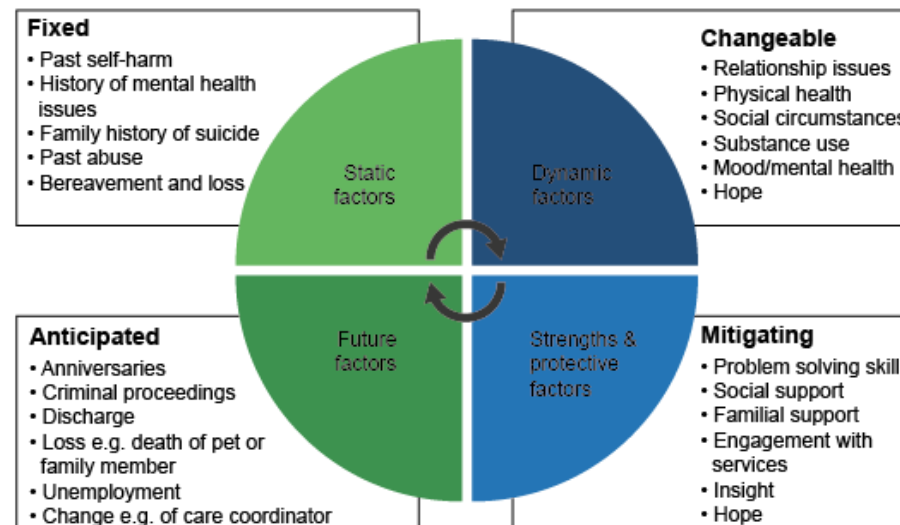 Fixed
• Past self-harm
• History of mental health
issues
• Family history of suicide
• Past abuse
• Bereavement and loss
Static
factors
Dynamic
factors
Changeable
• Relationship issues
• Physical health
• Social circumstances
• Substance use
• Mood/mental health
• Hope
Anticipated
• Anniversaries
• Criminal proceedings
• Discharge
• Loss e.g. death of pet or
family member
• Unemployment
• Change e.g. of care coordinator
Future
factors
Strengths &
protective
factors
Mitigating
• Problem solving skill
• Social support
• Familial support
• Engagement with
services
• Insight
• Hope